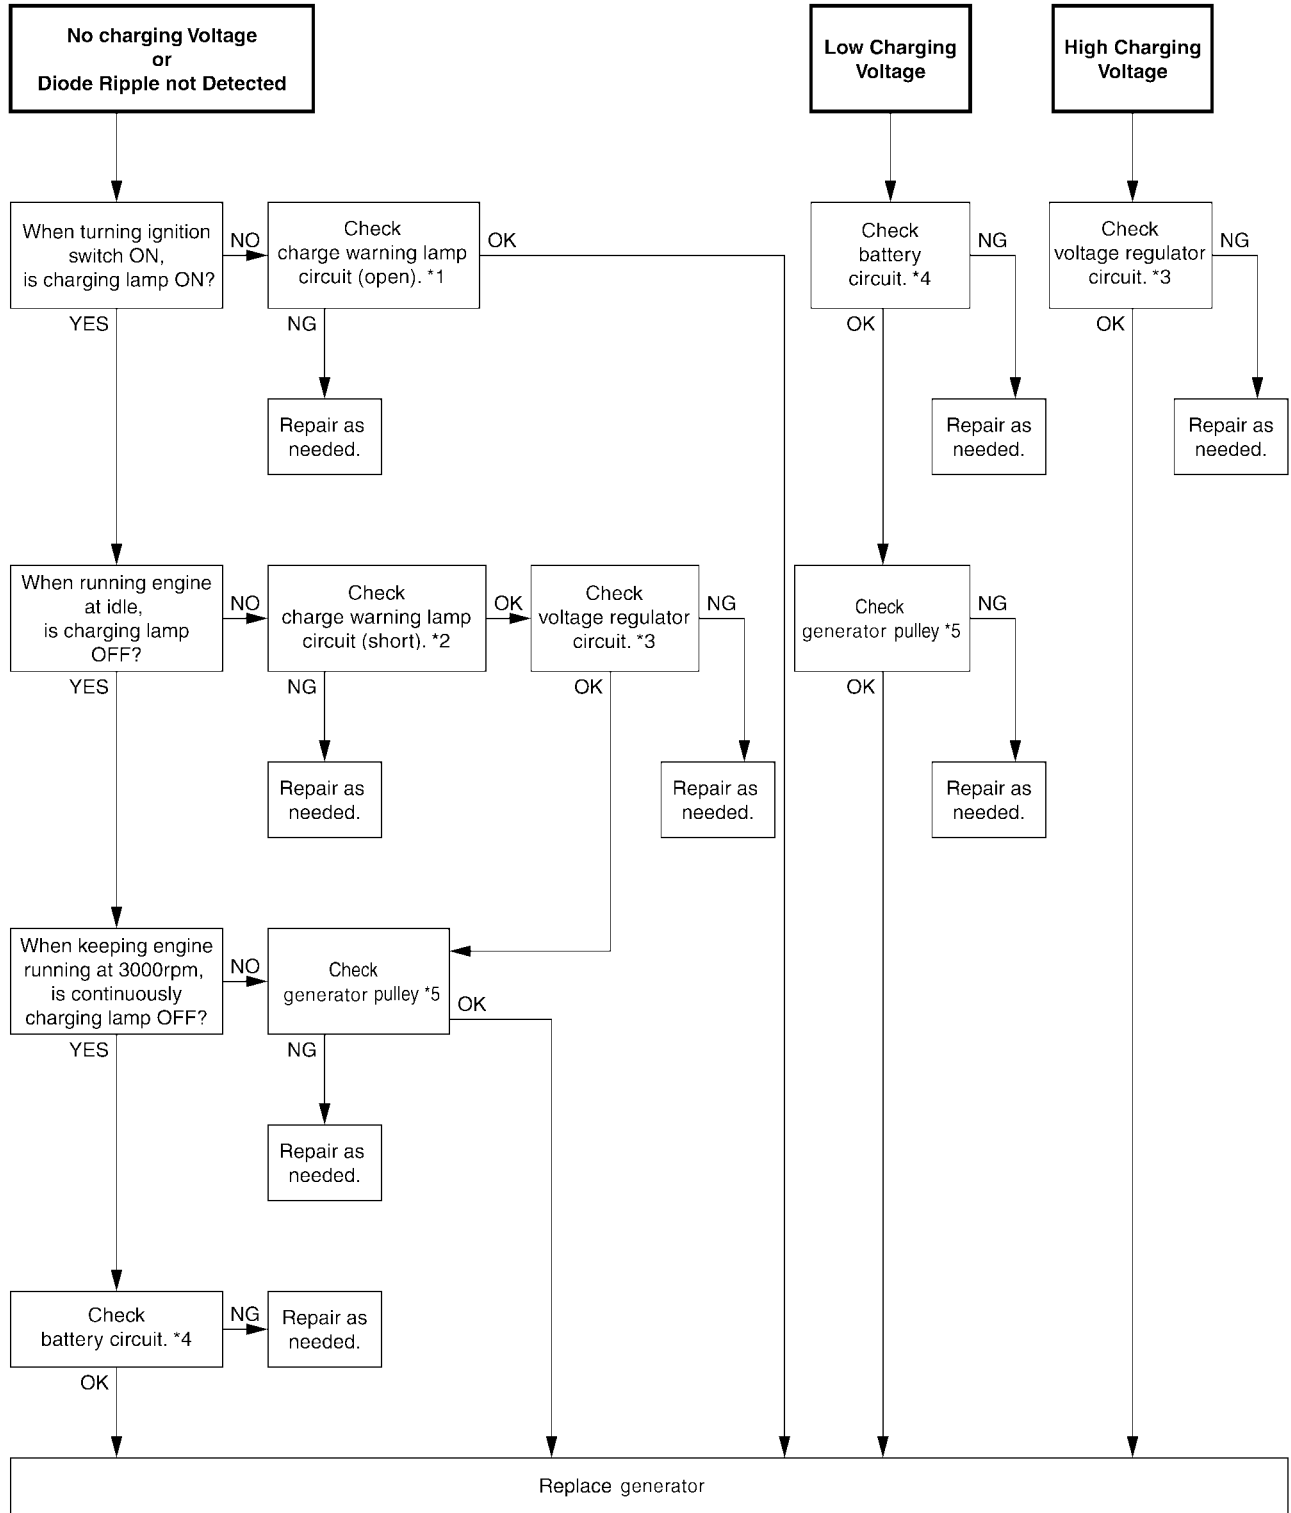 No charging Voltage
or
Diode Ripple not Detected
Low Charging
Voltage
High Charging
Voltage
When turning ignition
switch ON,
is charging lamp ON?
NO
YES
Check
charge warning lamp
circuit (open). *1
OK
NG
Repair as
needed.
Check
battery
circuit. *4
NG
OK
Repair as
needed.
Check
voltage regulator
circuit. *3
NG
OK
Repair as
needed.
When running engine
at idle,
is charging lamp
OFF?
NO
YES
Check
charge warning lamp
circuit (short). *2
OK
NG
Repair as
needed.
Check
voltage regulator
circuit. *3
NG
OK
Repair as
needed.
Check
generator pulley *5
NG
OK
Repair as
needed.
When keeping engine
running at 3000rpm,
is continuously
charging lamp OFF?
NO
YES
Check
generator pulley *5
OK
NG
Repair as
needed.
Check
battery circuit. *4
NG
OK
Repair as
needed.
Replace generator